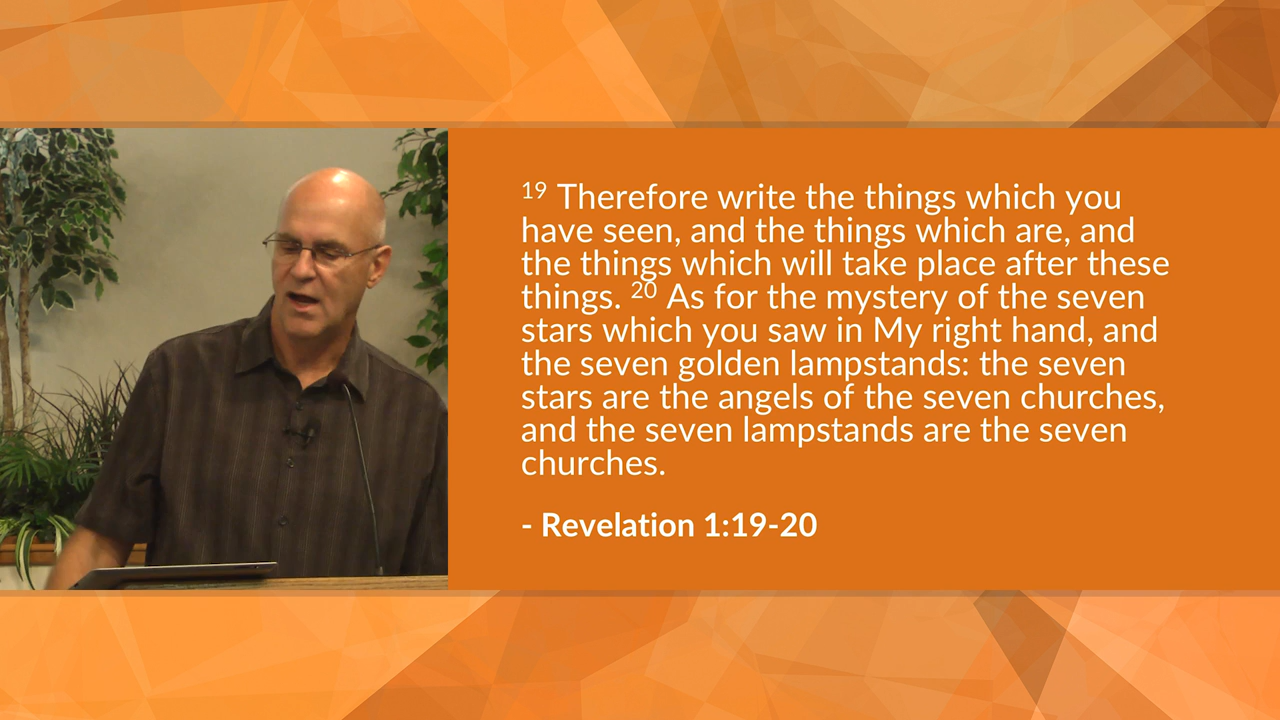 19 Therefore write the things which you
have seen, and the things which are, and
the things which will take place after these
things. 20 As for the mystery of the seven
stars which you saw in My right hand, and
the seven golden lampstands: the seven
stars are the angels of the seven churches,
and the seven lampstands are the seven
churches.
- Revelation 1:19-20